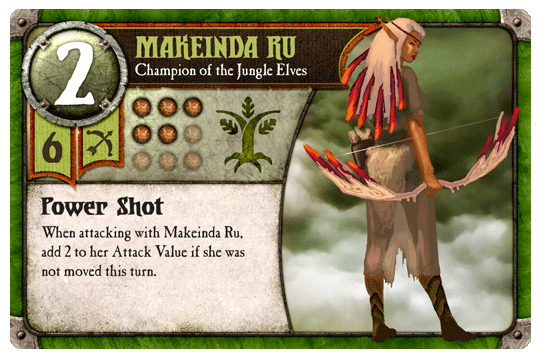 2
MAKEINDA RU
Champion of the Jungle Elves
6
Power Shot
When attacking with Makeinda Ru,
add 2 to her Attack Value if she was
not moved this turn.